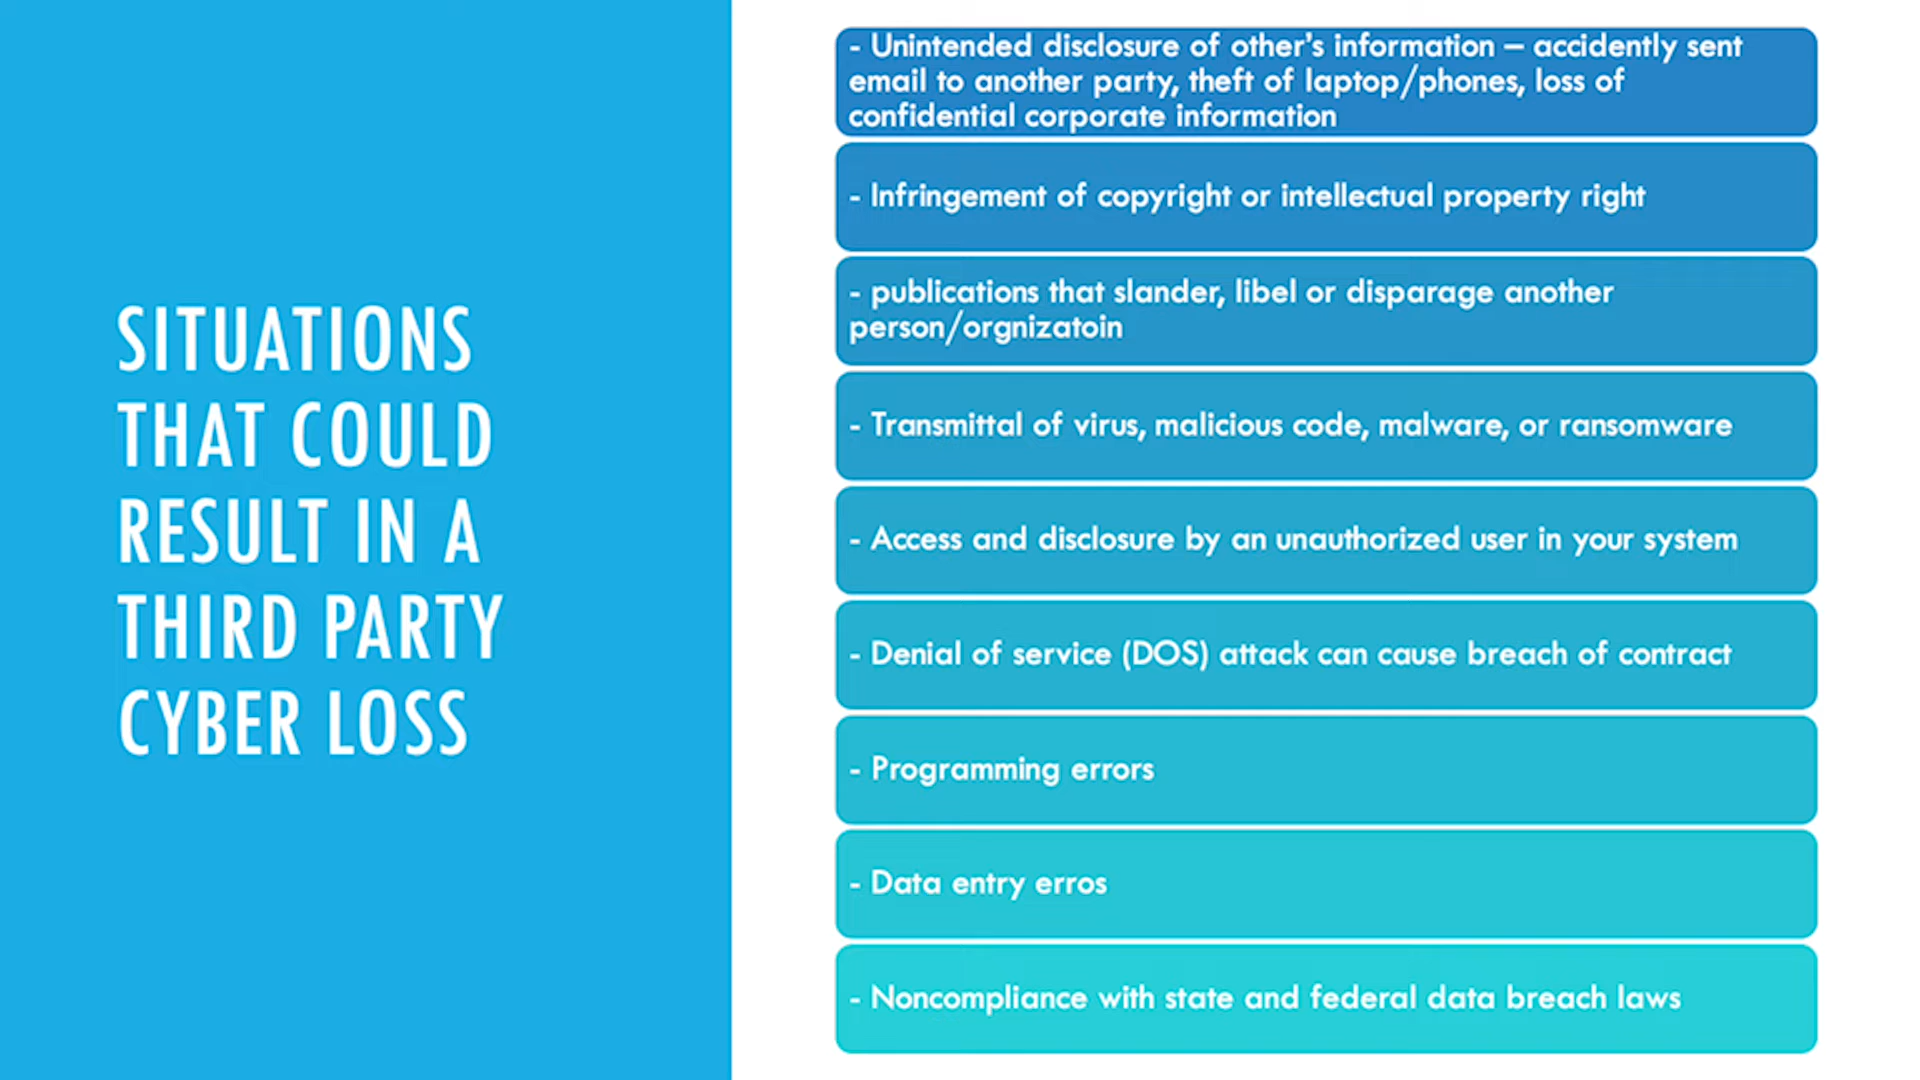 SITUATIONS
THAT COULD
RESULT IN A
THIRD PARTY
CYBER LOSS
- Unintended disclosure of other's information – accidently sent
email to another party, theft of laptop/phones, loss of
confidential corporate information
- Infringement of copyright or intellectual property right
- publications that slander, libel or disparage another
person/orgnizatoin
- Transmittal of virus, malicious code, malware, or ransomware
- Access and disclosure by an unauthorized user in your system
- Denial of service (DOS) attack can cause breach of contract
- Programming errors
- Data entry erros
- Noncompliance with state and federal data breach laws